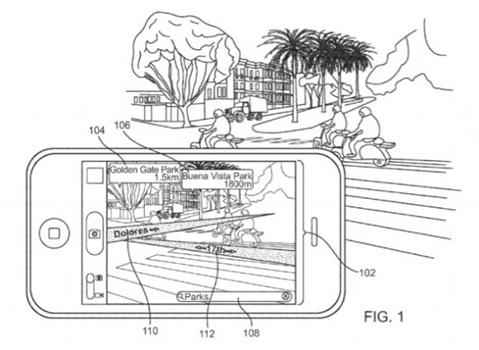 106
104
Golden Gate Park
1.5km
Buena Vista Park
1800m
Dolores
17th
Parks
102
110
112
108
FIG. 1